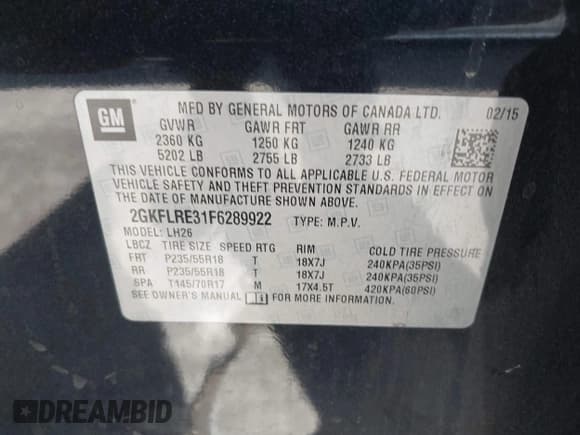 GM
MFD BY GENERAL MOTORS OF CANADA LTD. 02/15
GVWR GAWR FRT GAWR RR
2360 KG 1250 KG 1240 KG
5202 LB 2755 LB 2733 LB
THIS VEHICLE CONFORMS TO ALL APPLICABLE U.S. FEDERAL MOTOR
VEHICLE SAFETY AND THEFT PREVENTION STANDARDS IN EFFECT ON
THE DATE OF MANUFACTURE SHOWN ABOVE.
2GKFLRE31F6289922 TYPE: M.P.V.
MODEL: LH26
LBCZ TIRE SIZE SPEED RTG RIM COLD TIRE PRESSURE
FRT P235/55R18 T 18X7J 240KPA(35PSI)
RR P235/55R18 T 18X7J 240KPA(35PSI)
SPA T145/70R17 M 17X4.5T 420KPA(60PSI)
SEE OWNER'S MANUAL FOR MORE INFORMATION.
DREAMBID